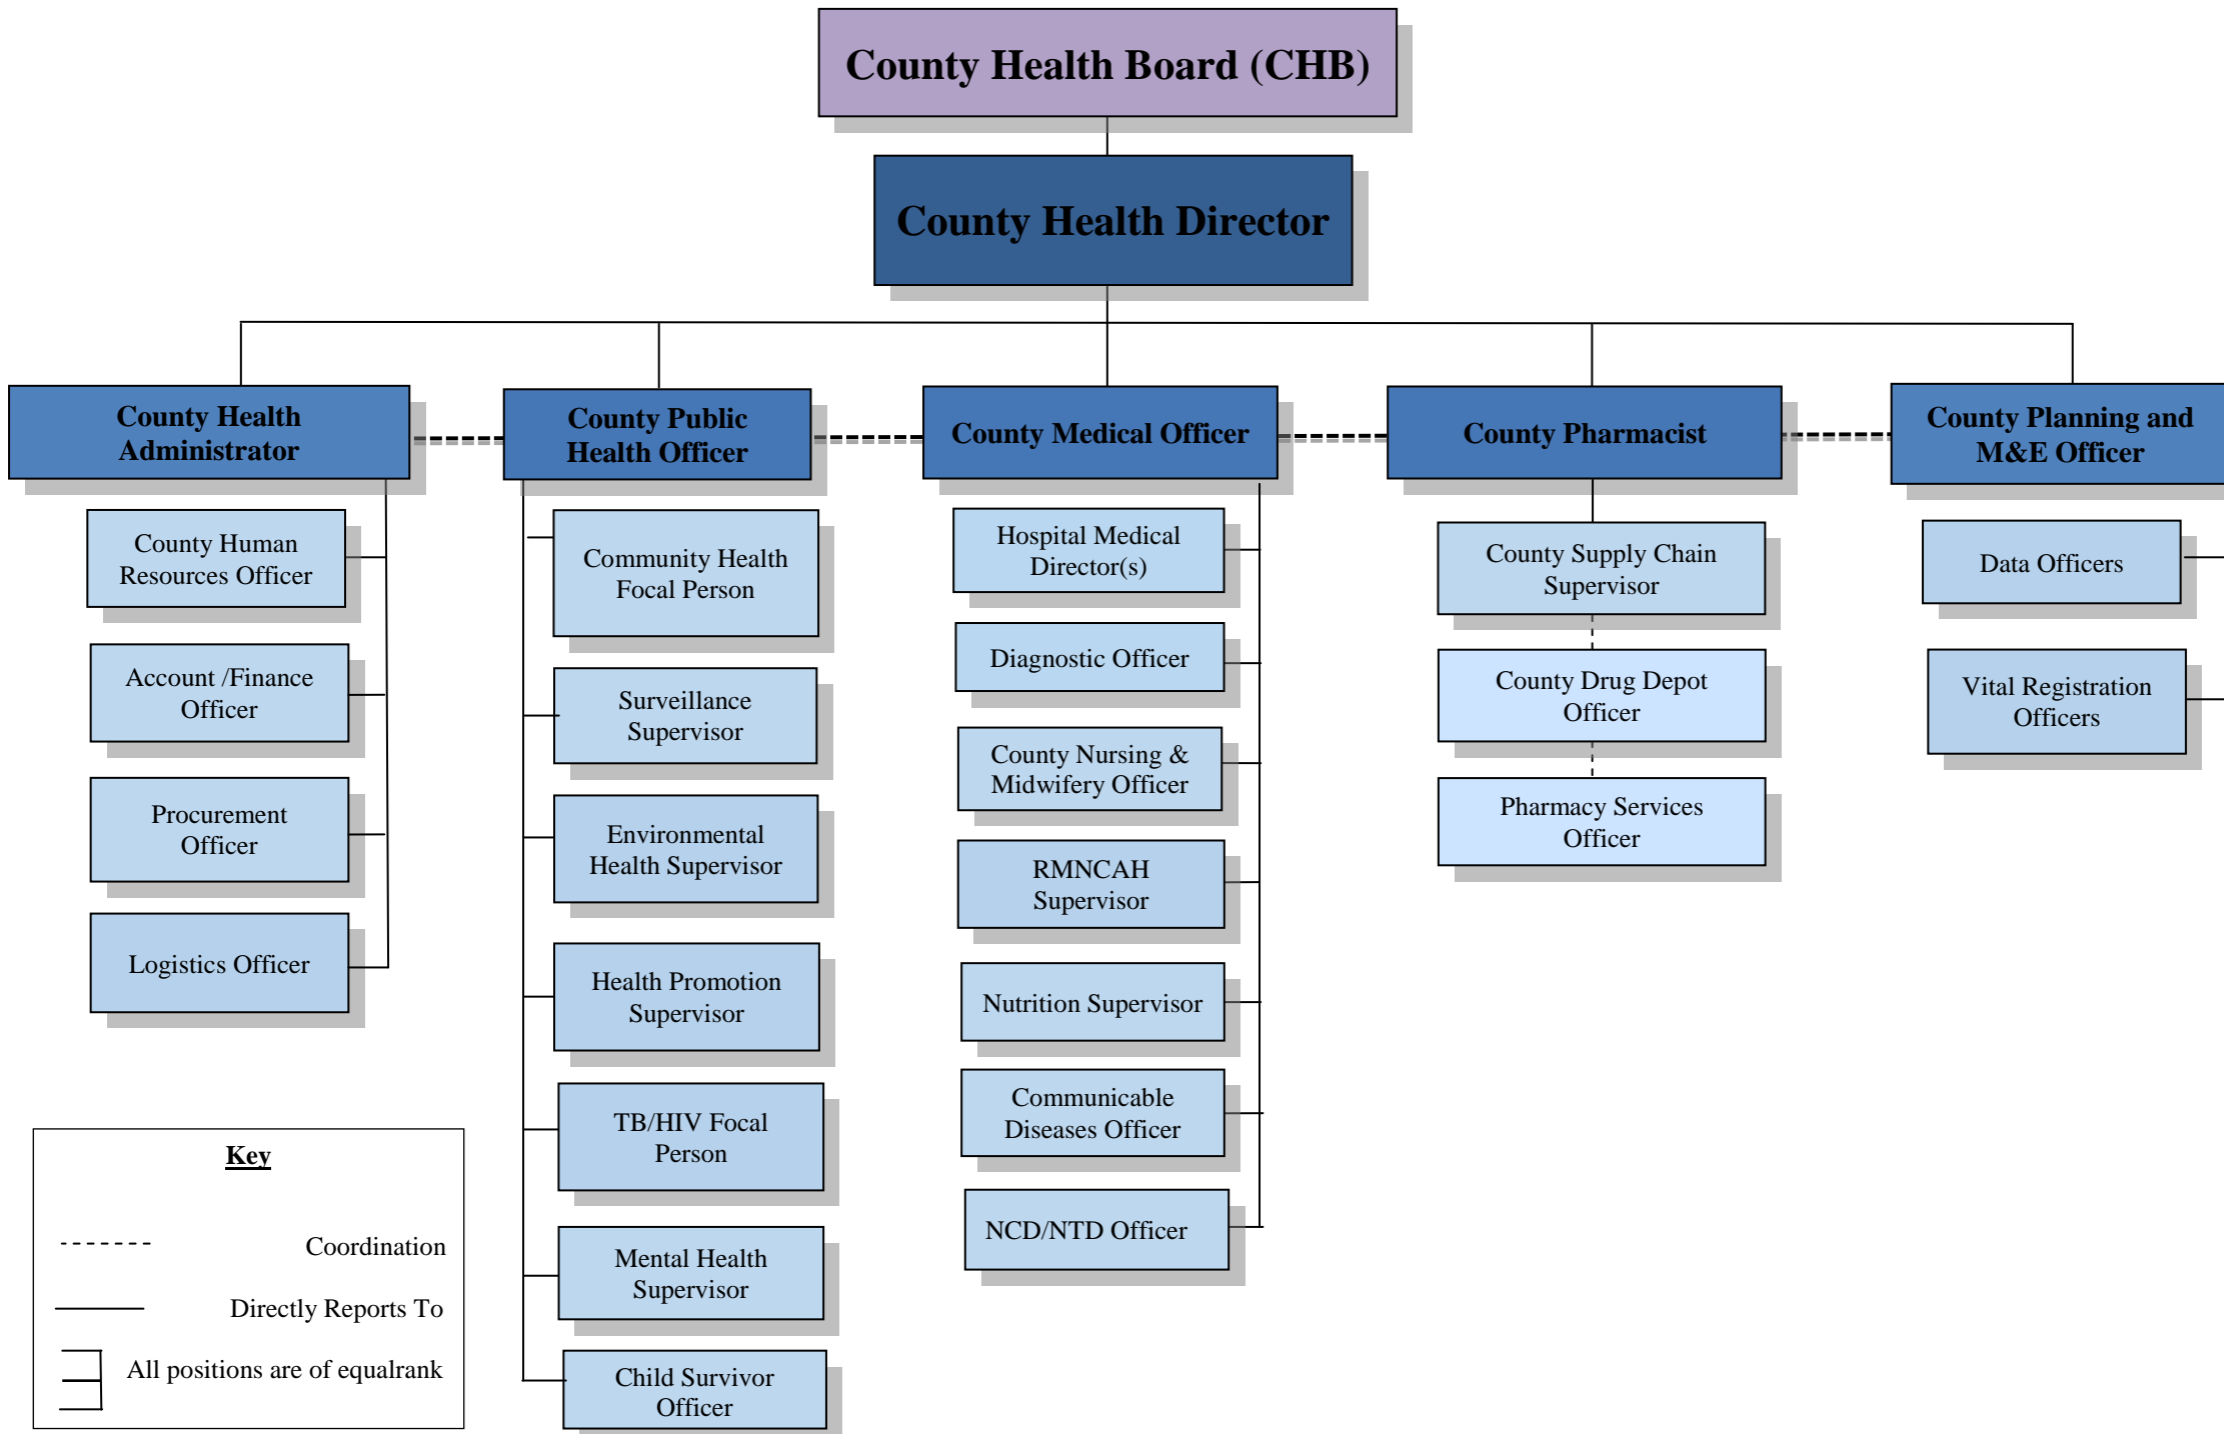 County Health Board (CHB)
County Health Director
County Health
Administrator
County Public
Health Officer
County Medical Officer
County Pharmacist
County Planning and
M&E Officer
County Human
Resources Officer
Account /Finance
Officer
Procurement
Officer
Logistics Officer
Community Health
Focal Person
Surveillance
Supervisor
Environmental
Health Supervisor
Health Promotion
Supervisor
TB/HIV Focal
Person
Mental Health
Supervisor
Child Survivor
Officer
Hospital Medical
Director(s)
Diagnostic Officer
County Nursing &
Midwifery Officer
RMNCAH
Supervisor
Nutrition Supervisor
Communicable
Diseases Officer
NCD/NTD Officer
County Supply Chain
Supervisor
County Drug Depot
Officer
Pharmacy Services
Officer
Data Officers
Vital Registration
Officers
Key
Coordination
Directly Reports To
All positions are of equalrank